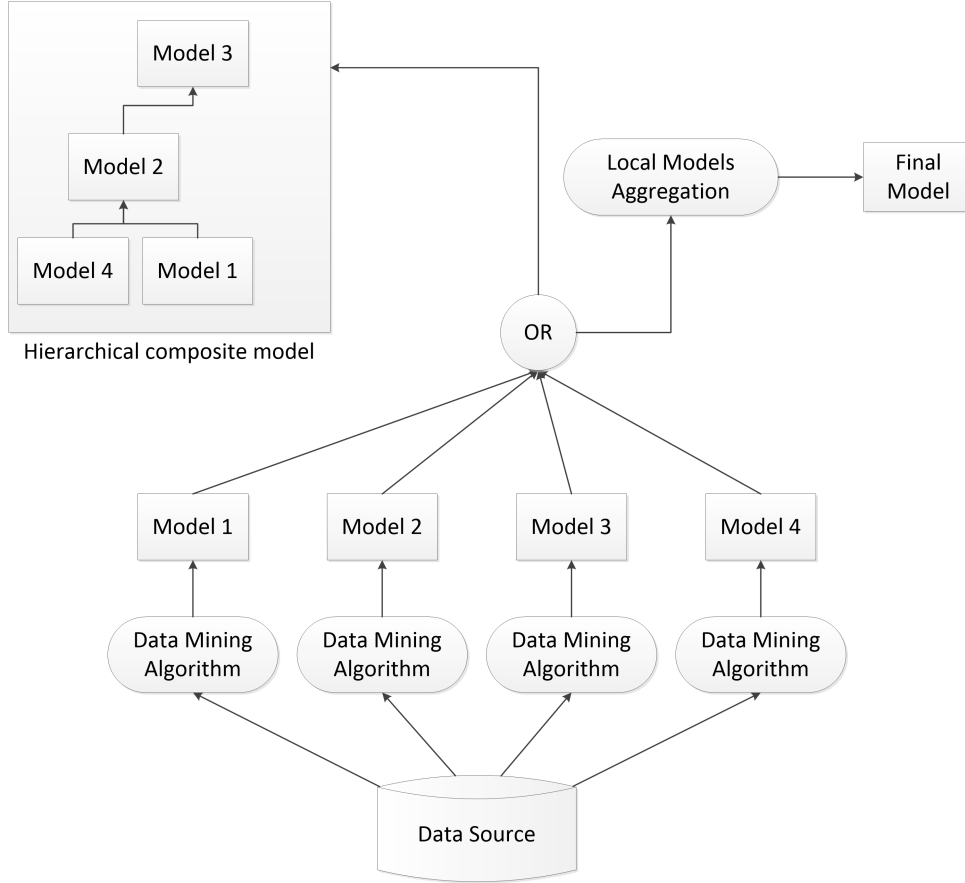 Model 3
Model 2
Model 4
Model 1
Hierarchical composite model
Local Models
Aggregation
Final
Model
OR
Model 1
Model 2
Model 3
Model 4
Data Mining
Algorithm
Data Mining
Algorithm
Data Mining
Algorithm
Data Mining
Algorithm
Data Source